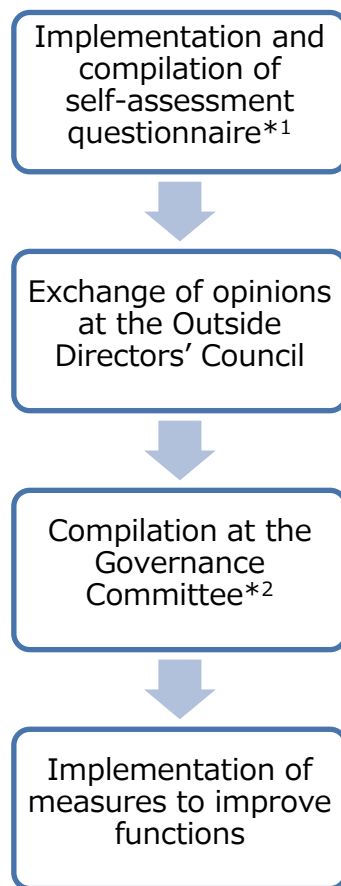 Implementation and
compilation of
self-assessment
questionnaire*1
Exchange of opinions
at the Outside
Directors’ Council
Compilation at the
Governance
Committee*2
Implementation of
measures to improve
functions